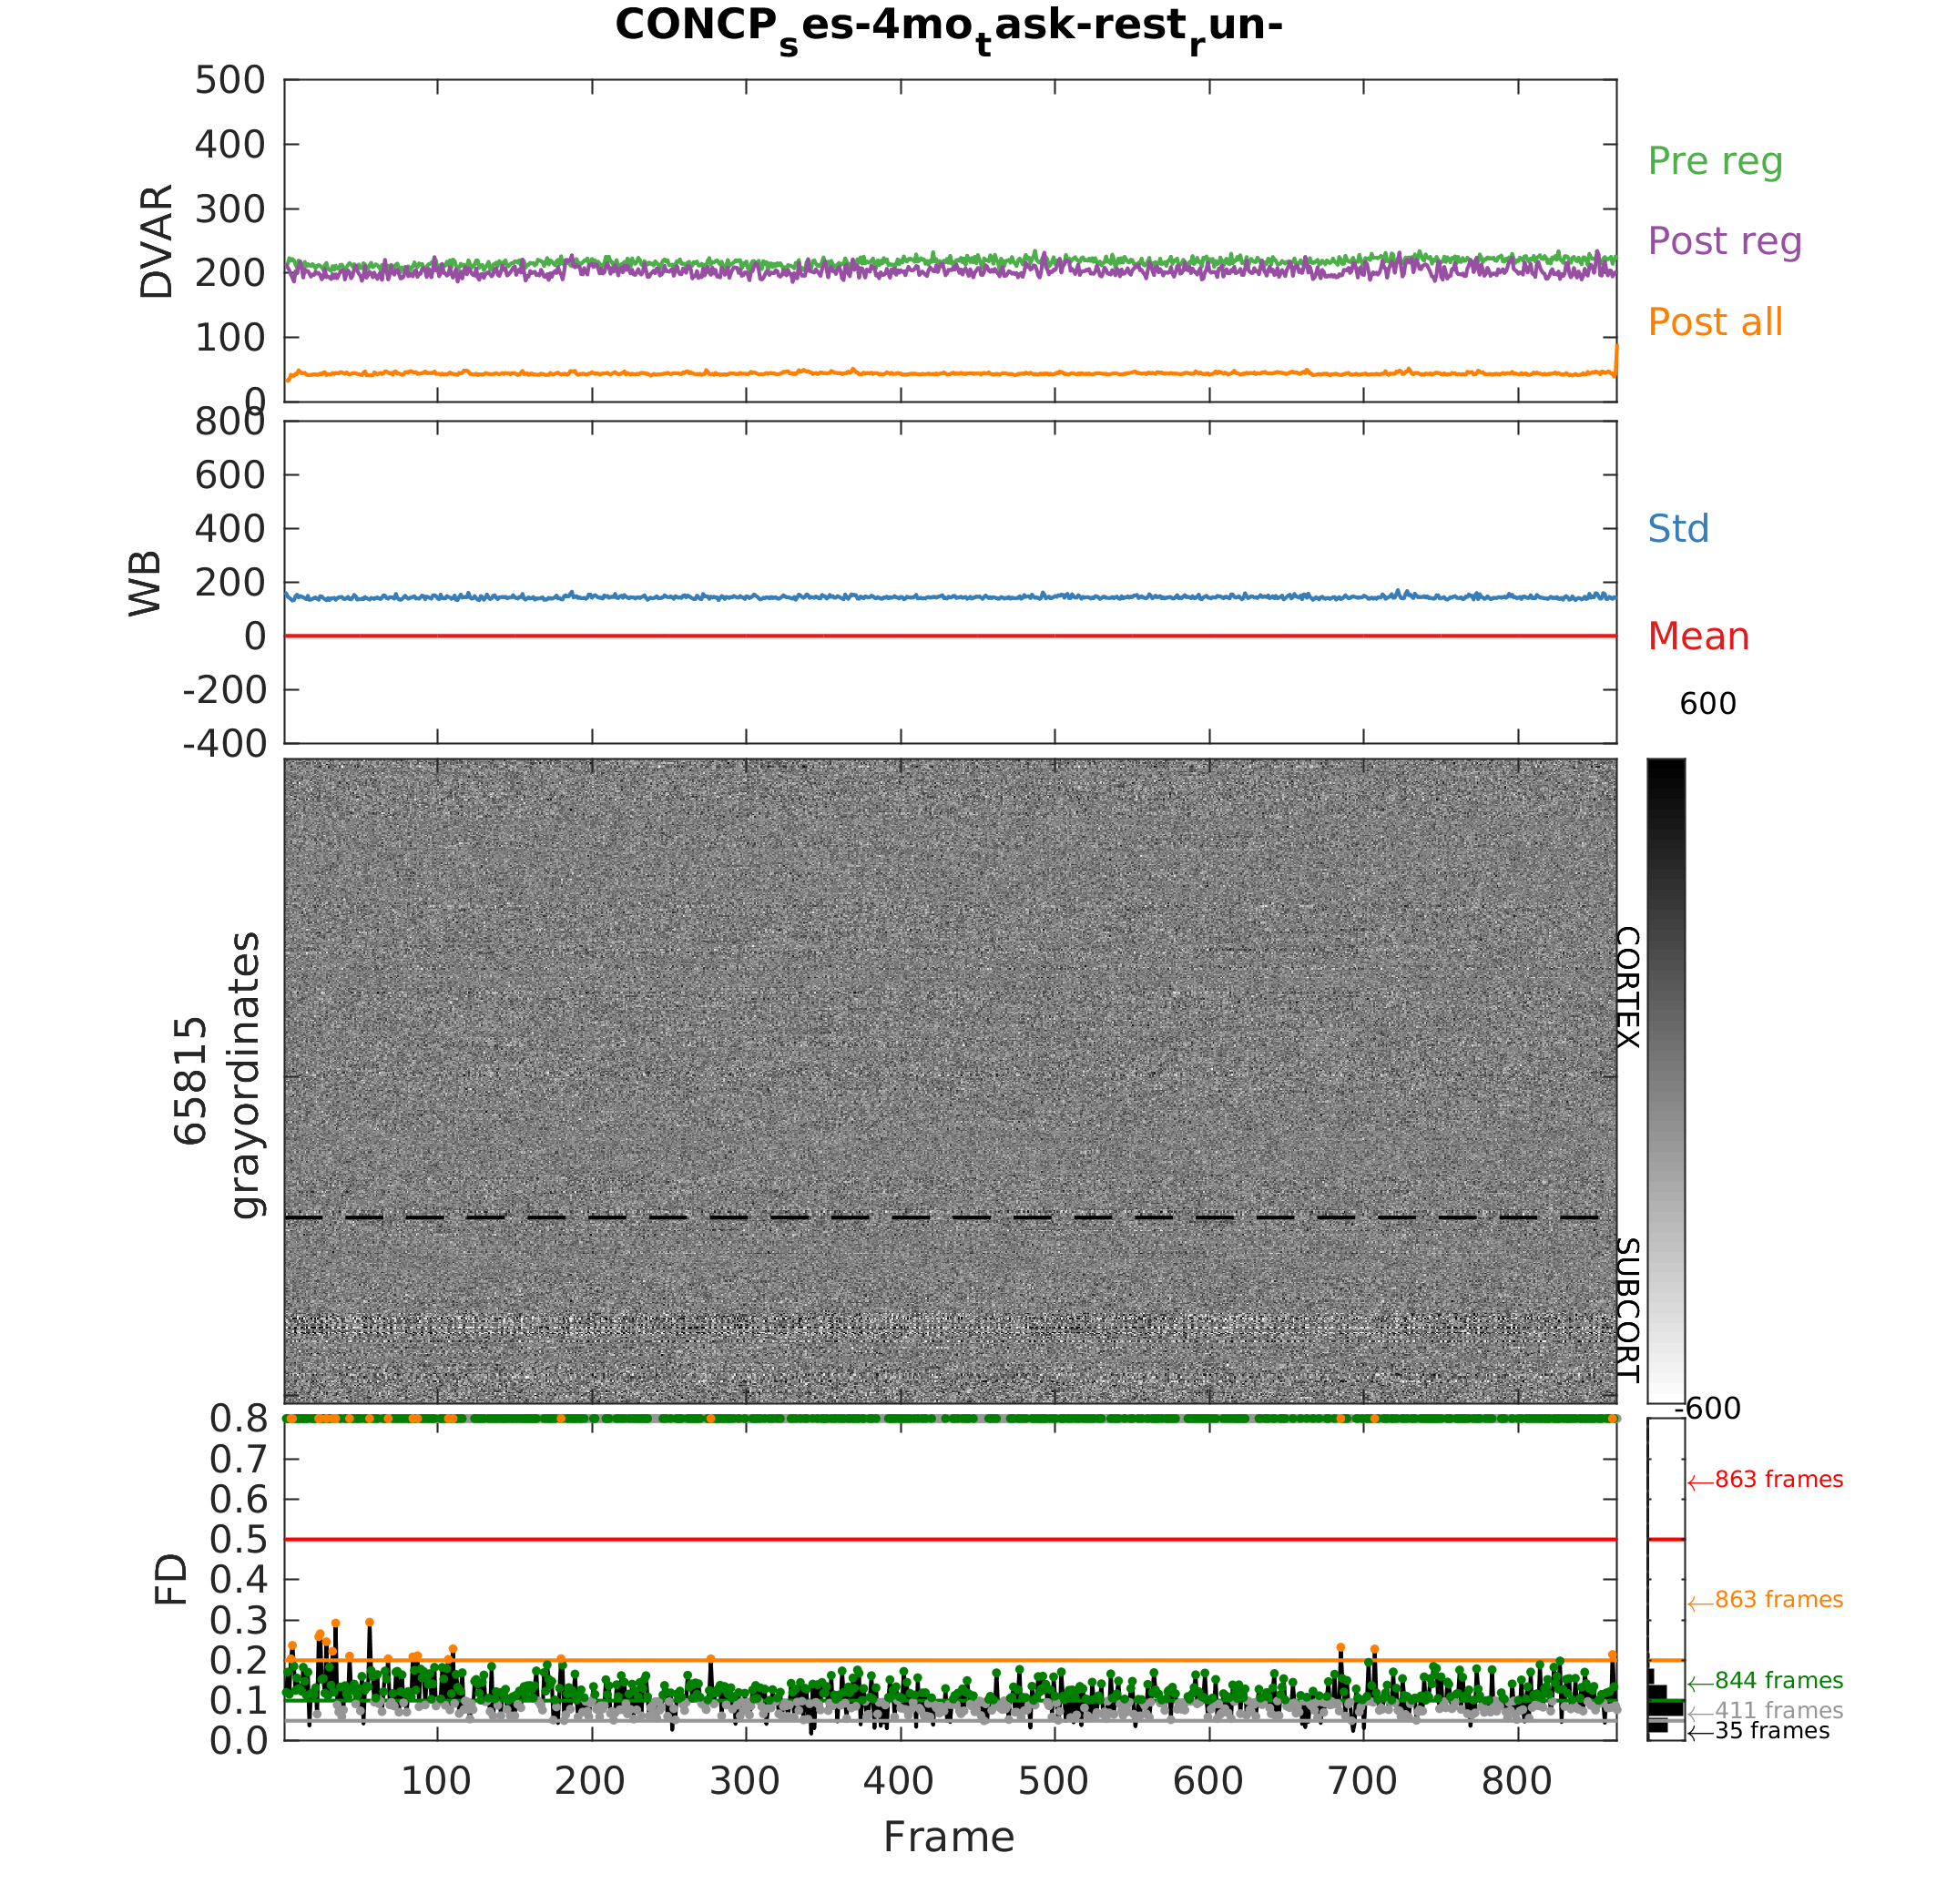 CONCPses-4motask-restrun-
500
400
300
200
100
0
DVAR
Pre reg
Post reg
Post all
800
600
400
200
0
-200
-400
WB
Std
Mean
600
65815
grayordinates
CORTEX
SUBCORT
-600
0.8
0.7
0.6
0.5
0.4
0.3
0.2
0.1
0.0
FD
←863 frames
←863 frames
←844 frames
←411 frames
←35 frames
100 200 300 400 500 600 700 800
Frame